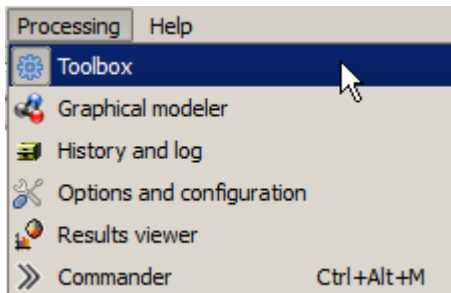 Processing Help
Toolbox
Graphical modeler
History and log
Options and configuration
Results viewer
Commander Ctrl+Alt+M